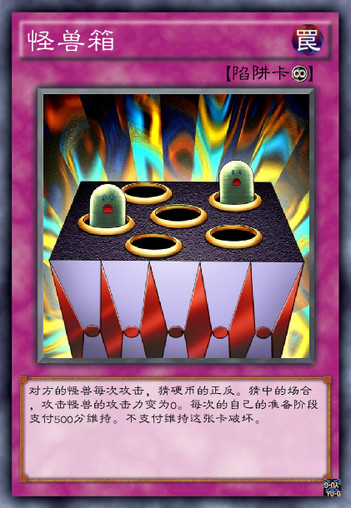 怪兽箱
罠
[陷阱卡]
对方的怪兽每次攻击，猜硬币的正反。猜中的场合
，攻击怪兽的攻击力变为0。每次的自己的准备阶段
支付500分维持。不支付维持这张卡破坏。